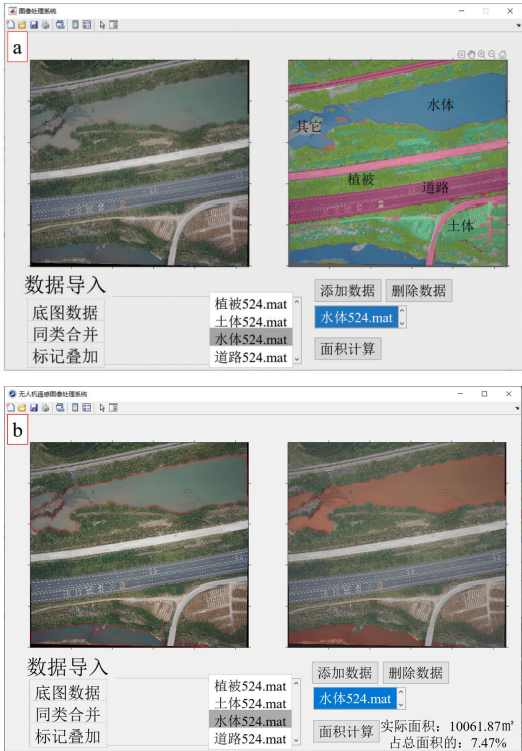 图像处理系统
a
水体
其它
植被
道路
土体
数据导入
底图数据
同类合并
标记叠加
植被524.mat
土体524.mat
水体524.mat
道路524.mat
添加数据
删除数据
水体524.mat
面积计算
无人机遥感图像处理系统
b
数据导入
底图数据
同类合并
标记叠加
植被524.mat
土体524.mat
水体524.mat
道路524.mat
添加数据
删除数据
水体524.mat
面积计算
实际面积：10061.87m²
占总面积的：7.47%